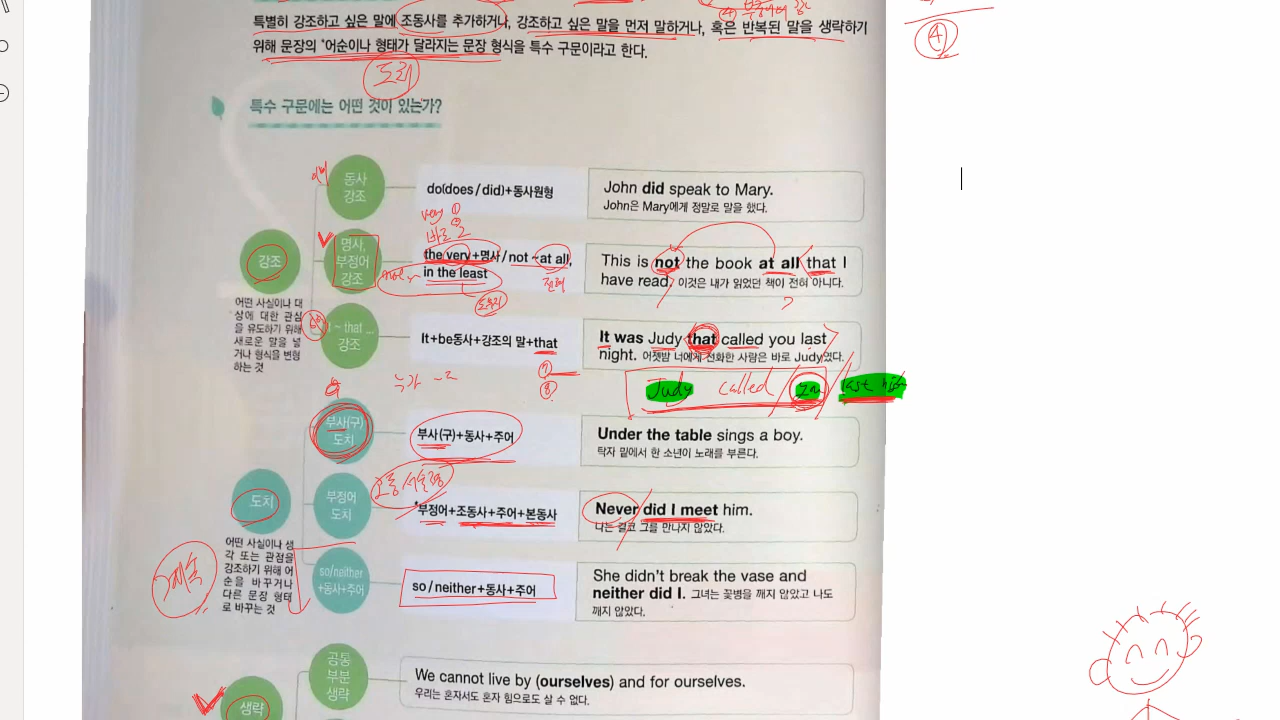 특별히 강조하고 싶은 말에 조동사를 추가하거나, 강조하고 싶은 말을 먼저 말하거나, 혹은 반복된 말을 생략하기
위해 문장의 *어순이나 형태가 달라지는 문장 형식을 특수 구문이라고 한다.
④
특수 구문에는 어떤 것이 있는가?
동사
강조
do(does / did)+동사원형
John did speak to Mary.
John은 Mary에게 정말로 말을 했다.
very
바로
강조
어떤 사실이나 대
상에 대한 관심
을 유도하기 위해
새로운 말을 넣
거나 형식을 변형
하는 것
명사,
부정어
강조
the very+명사 / not ~at all,
in the least
전혀
This is not the book at all that I
have read. 이것은 내가 읽었던 책이 전혀 아니다.
~ that ...
강조
It+be동사+강조의 말+that
It was Judy that called you last
night. 어젯밤 너에게 전화한 사람은 바로 Judy였다.
Judy called
누가
도치
어떤 사실이나 생
각 또는 관점을
강조하기 위해 어
순을 바꾸거나
다른 문장 형태
로 바꾸는 것
부사(구)
도치
부사(구)+동사+주어
Under the table sings a boy.
탁자 밑에서 한 소년이 노래를 부른다.
부정어
도치
*부정어+조동사+주어+본동사
Never did I meet him.
나는 결코 그를 만나지 않았다.
so/neither
+동사+주어
so / neither+동사+주어
She didn't break the vase and
neither did I. 그녀는 꽃병을 깨지 않았고 나도
깨지 않았다.
생략
공통
부분
생략
We cannot live by (ourselves) and for ourselves.
우리는 혼자서도 혼자 힘으로도 살 수 없다.